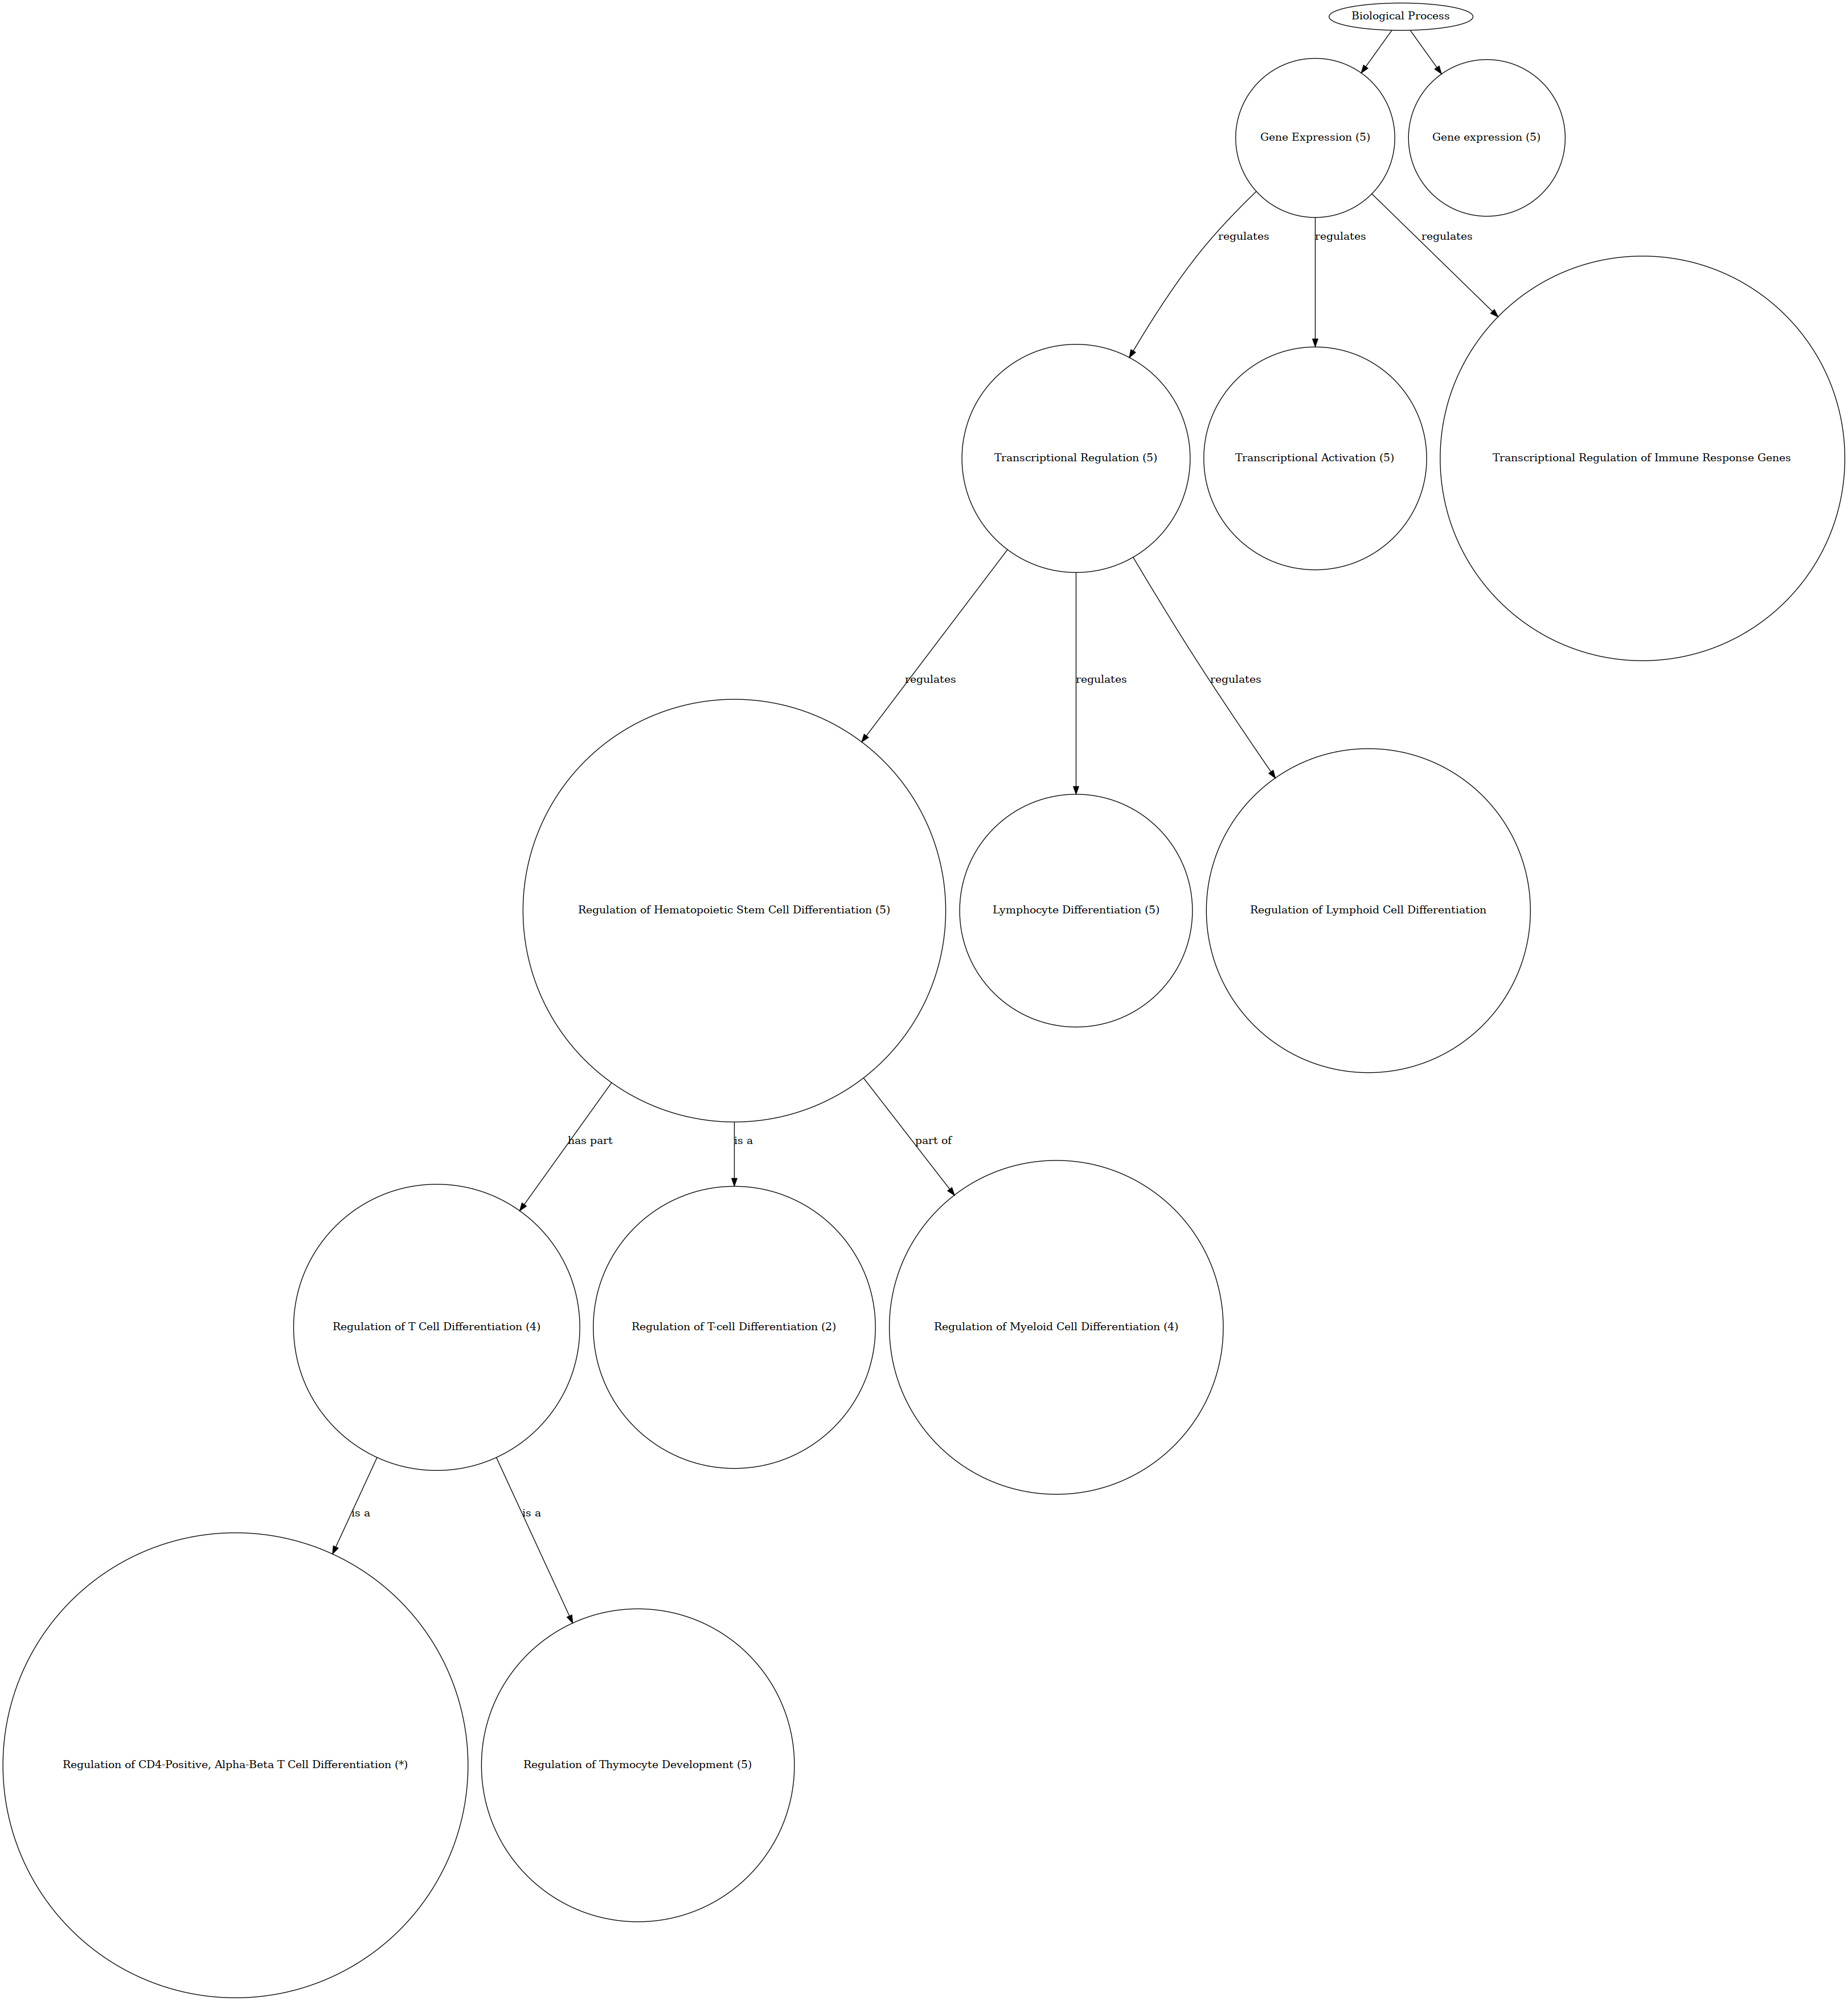 Biological Process
Gene Expression (5)
Gene expression (5)
regulates
regulates
regulates
Transcriptional Regulation (5)
Transcriptional Activation (5)
Transcriptional Regulation of Immune Response Genes
regulates
regulates
regulates
Regulation of Hematopoietic Stem Cell Differentiation (5)
Lymphocyte Differentiation (5)
Regulation of Lymphoid Cell Differentiation
has part
is a
part of
Regulation of T Cell Differentiation (4)
Regulation of T-cell Differentiation (2)
Regulation of Myeloid Cell Differentiation (4)
is a
is a
Regulation of CD4-Positive, Alpha-Beta T Cell Differentiation (*)
Regulation of Thymocyte Development (5)